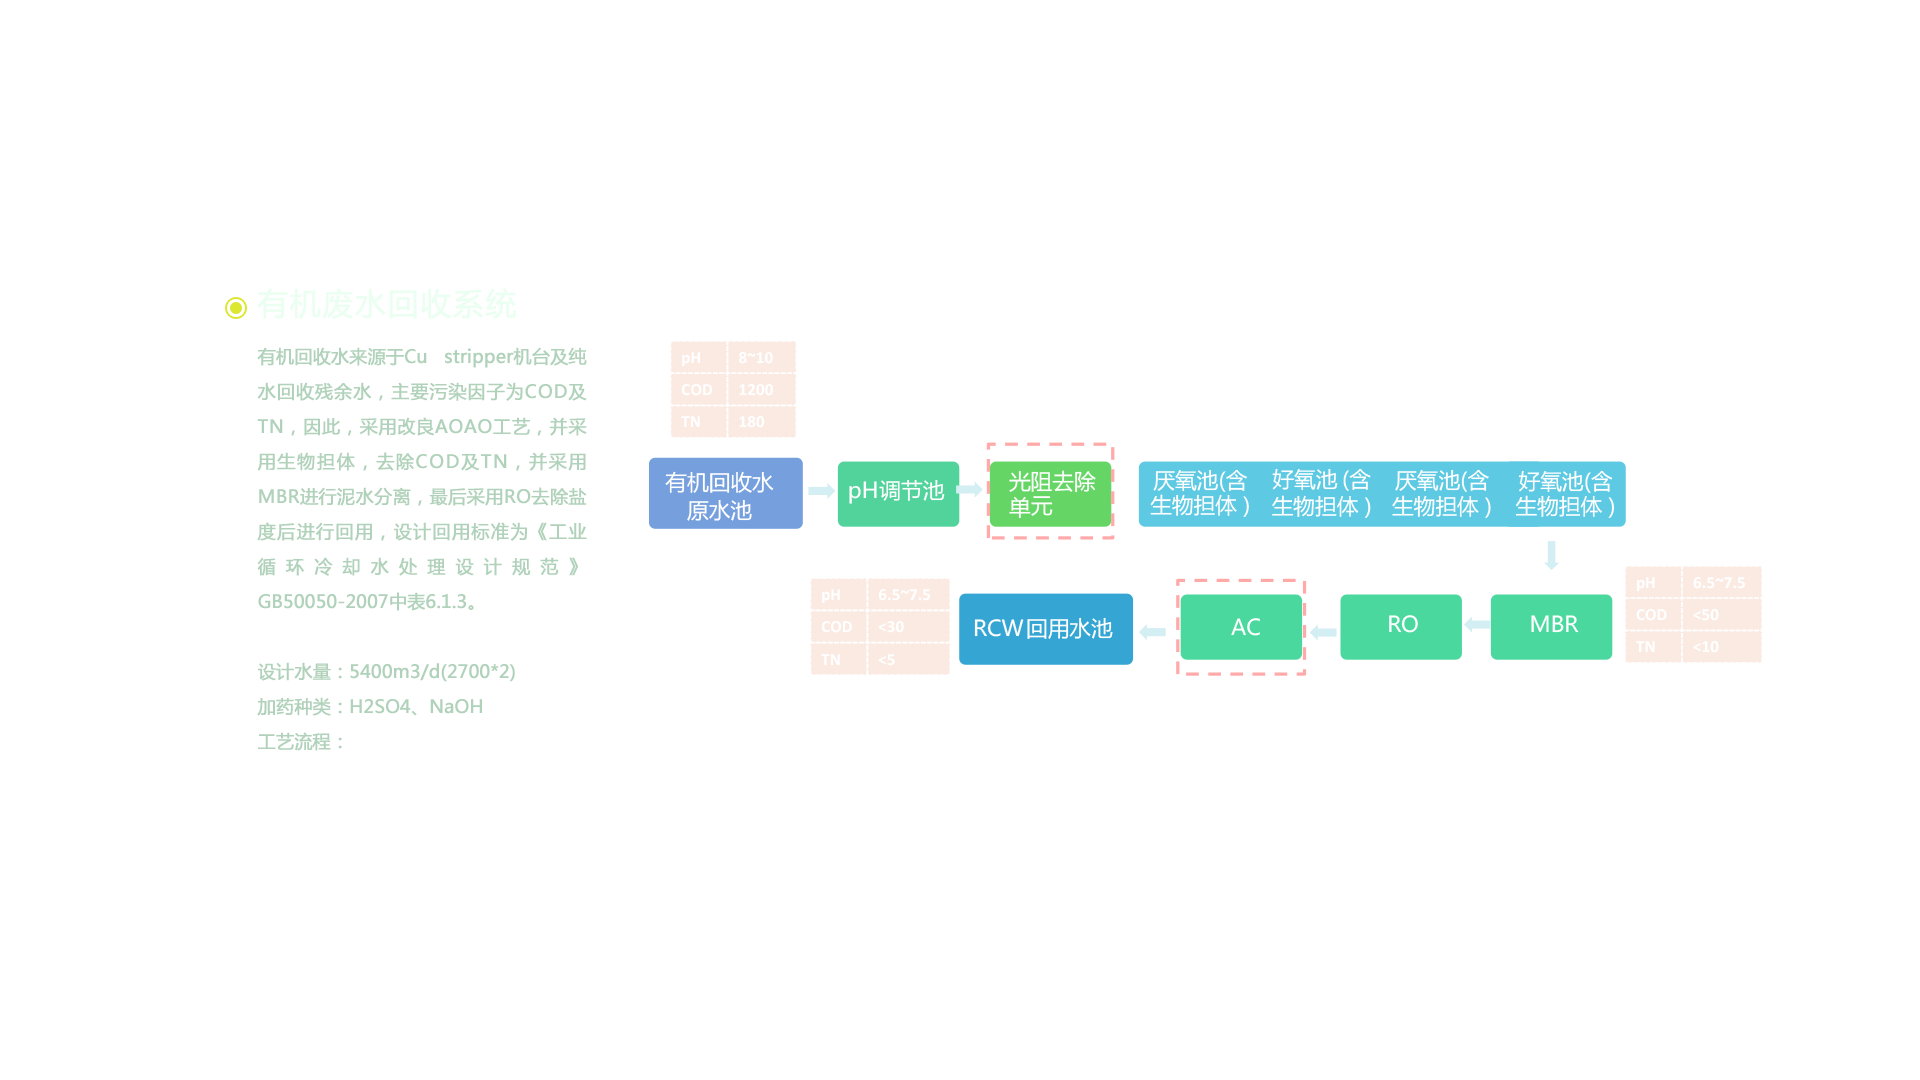 有机废水回收系统
有机回收水来源于Cu stripper机台及纯
水回收残余水，主要污染因子为COD及
TN，因此，采用改良AOAO工艺，并采
用生物担体，去除COD及TN，并采用
MBR进行泥水分离，最后采用RO去除盐
度后进行回用，设计回用标准为《工业
循环冷却水处理设计规范》
GB50050-2007中表6.1.3。
设计水量：5400m3/d(2700*2)
加药种类：H2SO4、NaOH
工艺流程：
pH 8~10
COD 1200
TN 180
有机回收水
原水池
pH调节池
光阻去除
单元
厌氧池(含
生物担体）
好氧池 (含
生物担体）
厌氧池(含
生物担体）
好氧池(含
生物担体）
pH 6.5~7.5
COD <30
TN <5
RCW回用水池
AC
RO
MBR
pH 6.5~7.5
COD <50
TN <10